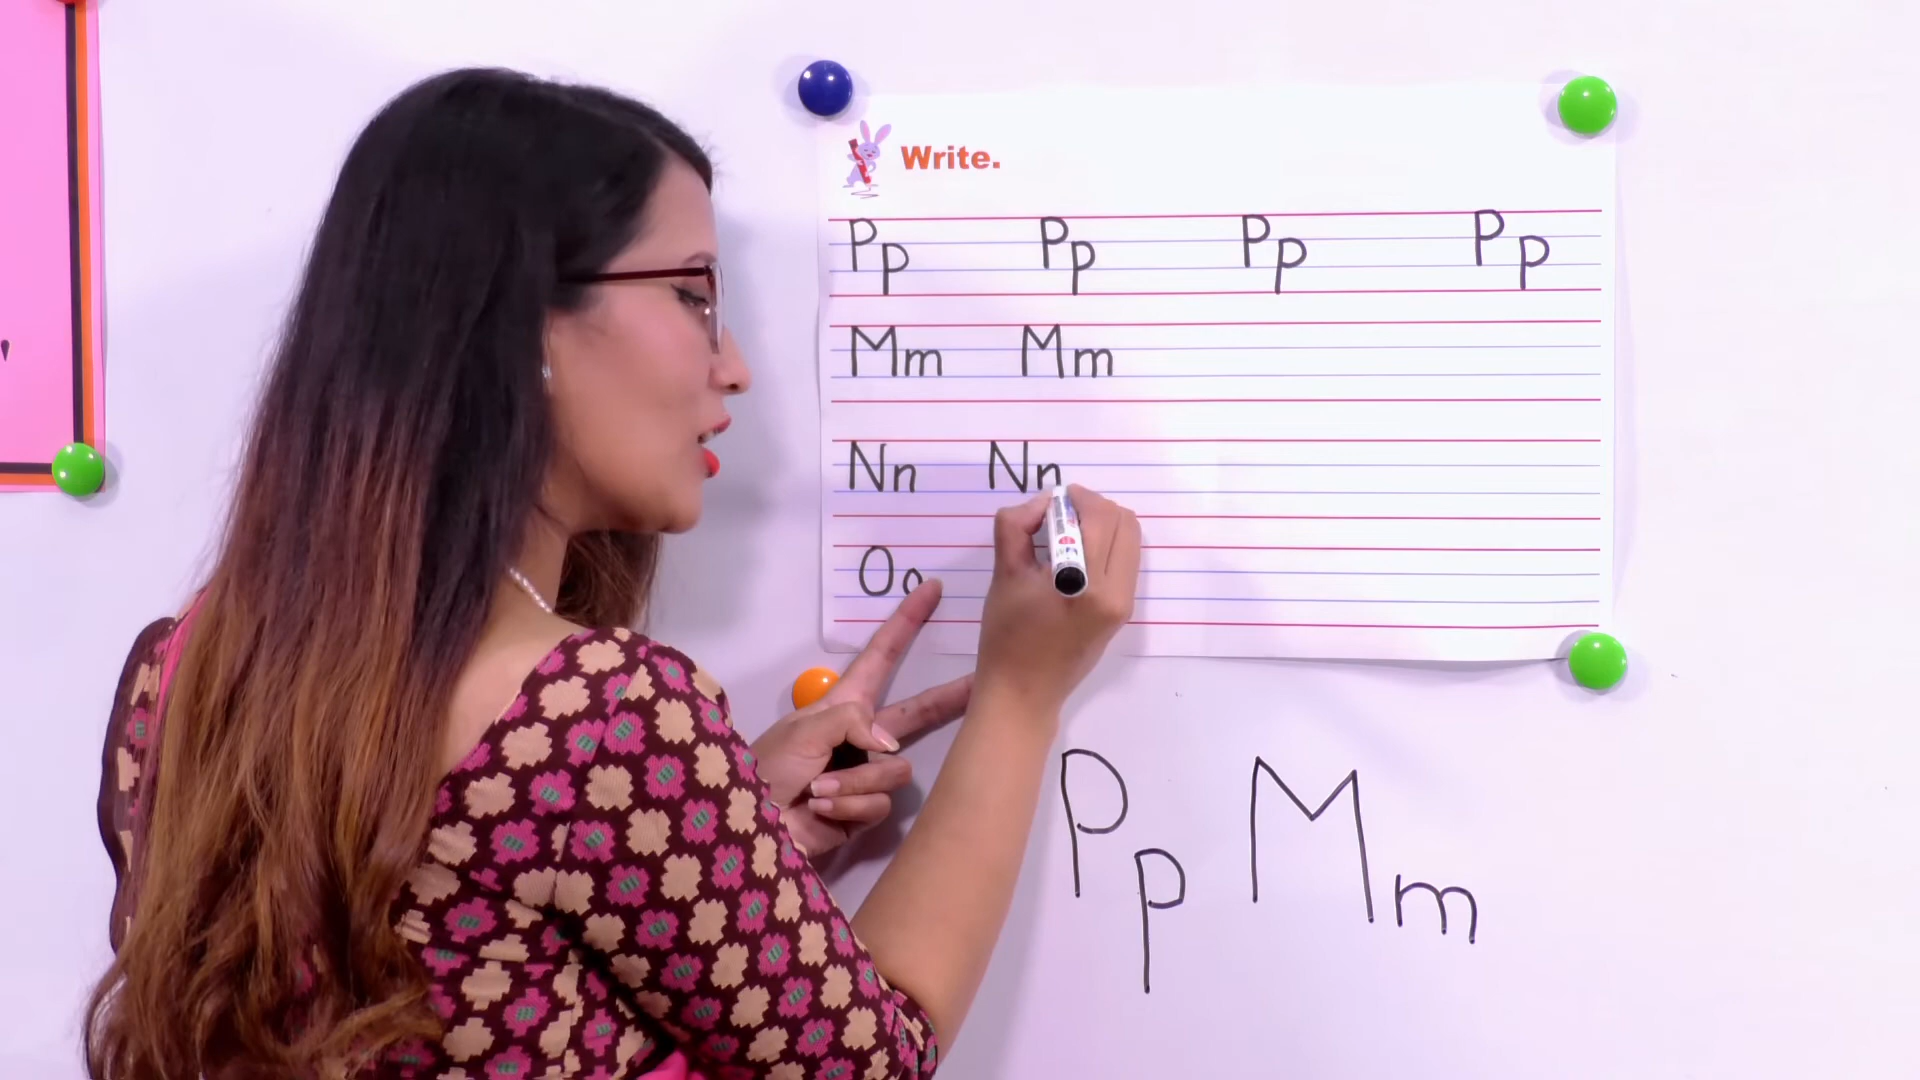 Write.
Pp Pp Pp Pp
Mm Mm
Nn Nn
Oo
Pp Mm